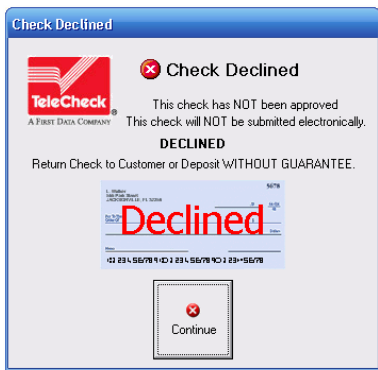 Check Declined
Check Declined
TeleCheck®
A FIRST DATA COMPANY
This check has NOT been approved
This check will NOT be submitted electronically.
DECLINED
Return Check to Customer or Deposit WITHOUT GUARANTEE.
5678
Declined
Continue